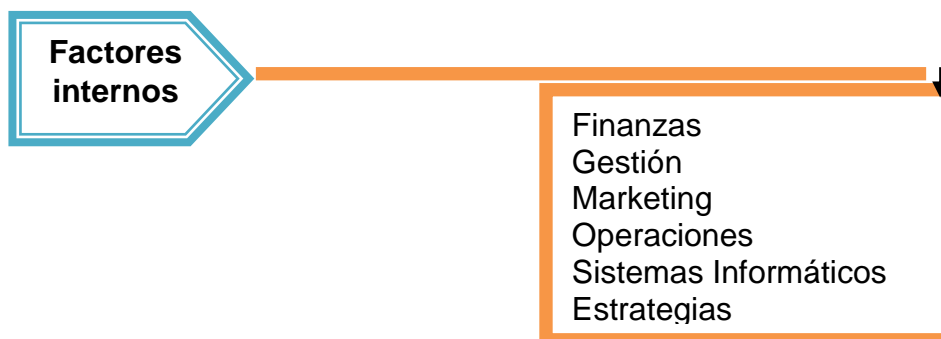 Factores
internos
Finanzas
Gestión
Marketing
Operaciones
Sistemas Informáticos
Estrategias